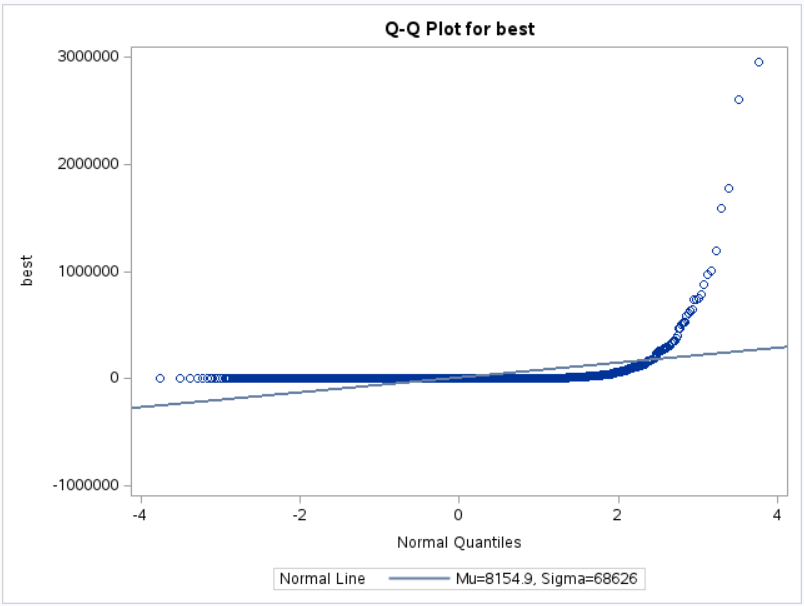 Q-Q Plot for best
3000000
2000000
1000000
0
-1000000
best
-4 -2 0 2 4
Normal Quantiles
Normal Line Mu=8154.9, Sigma=68626